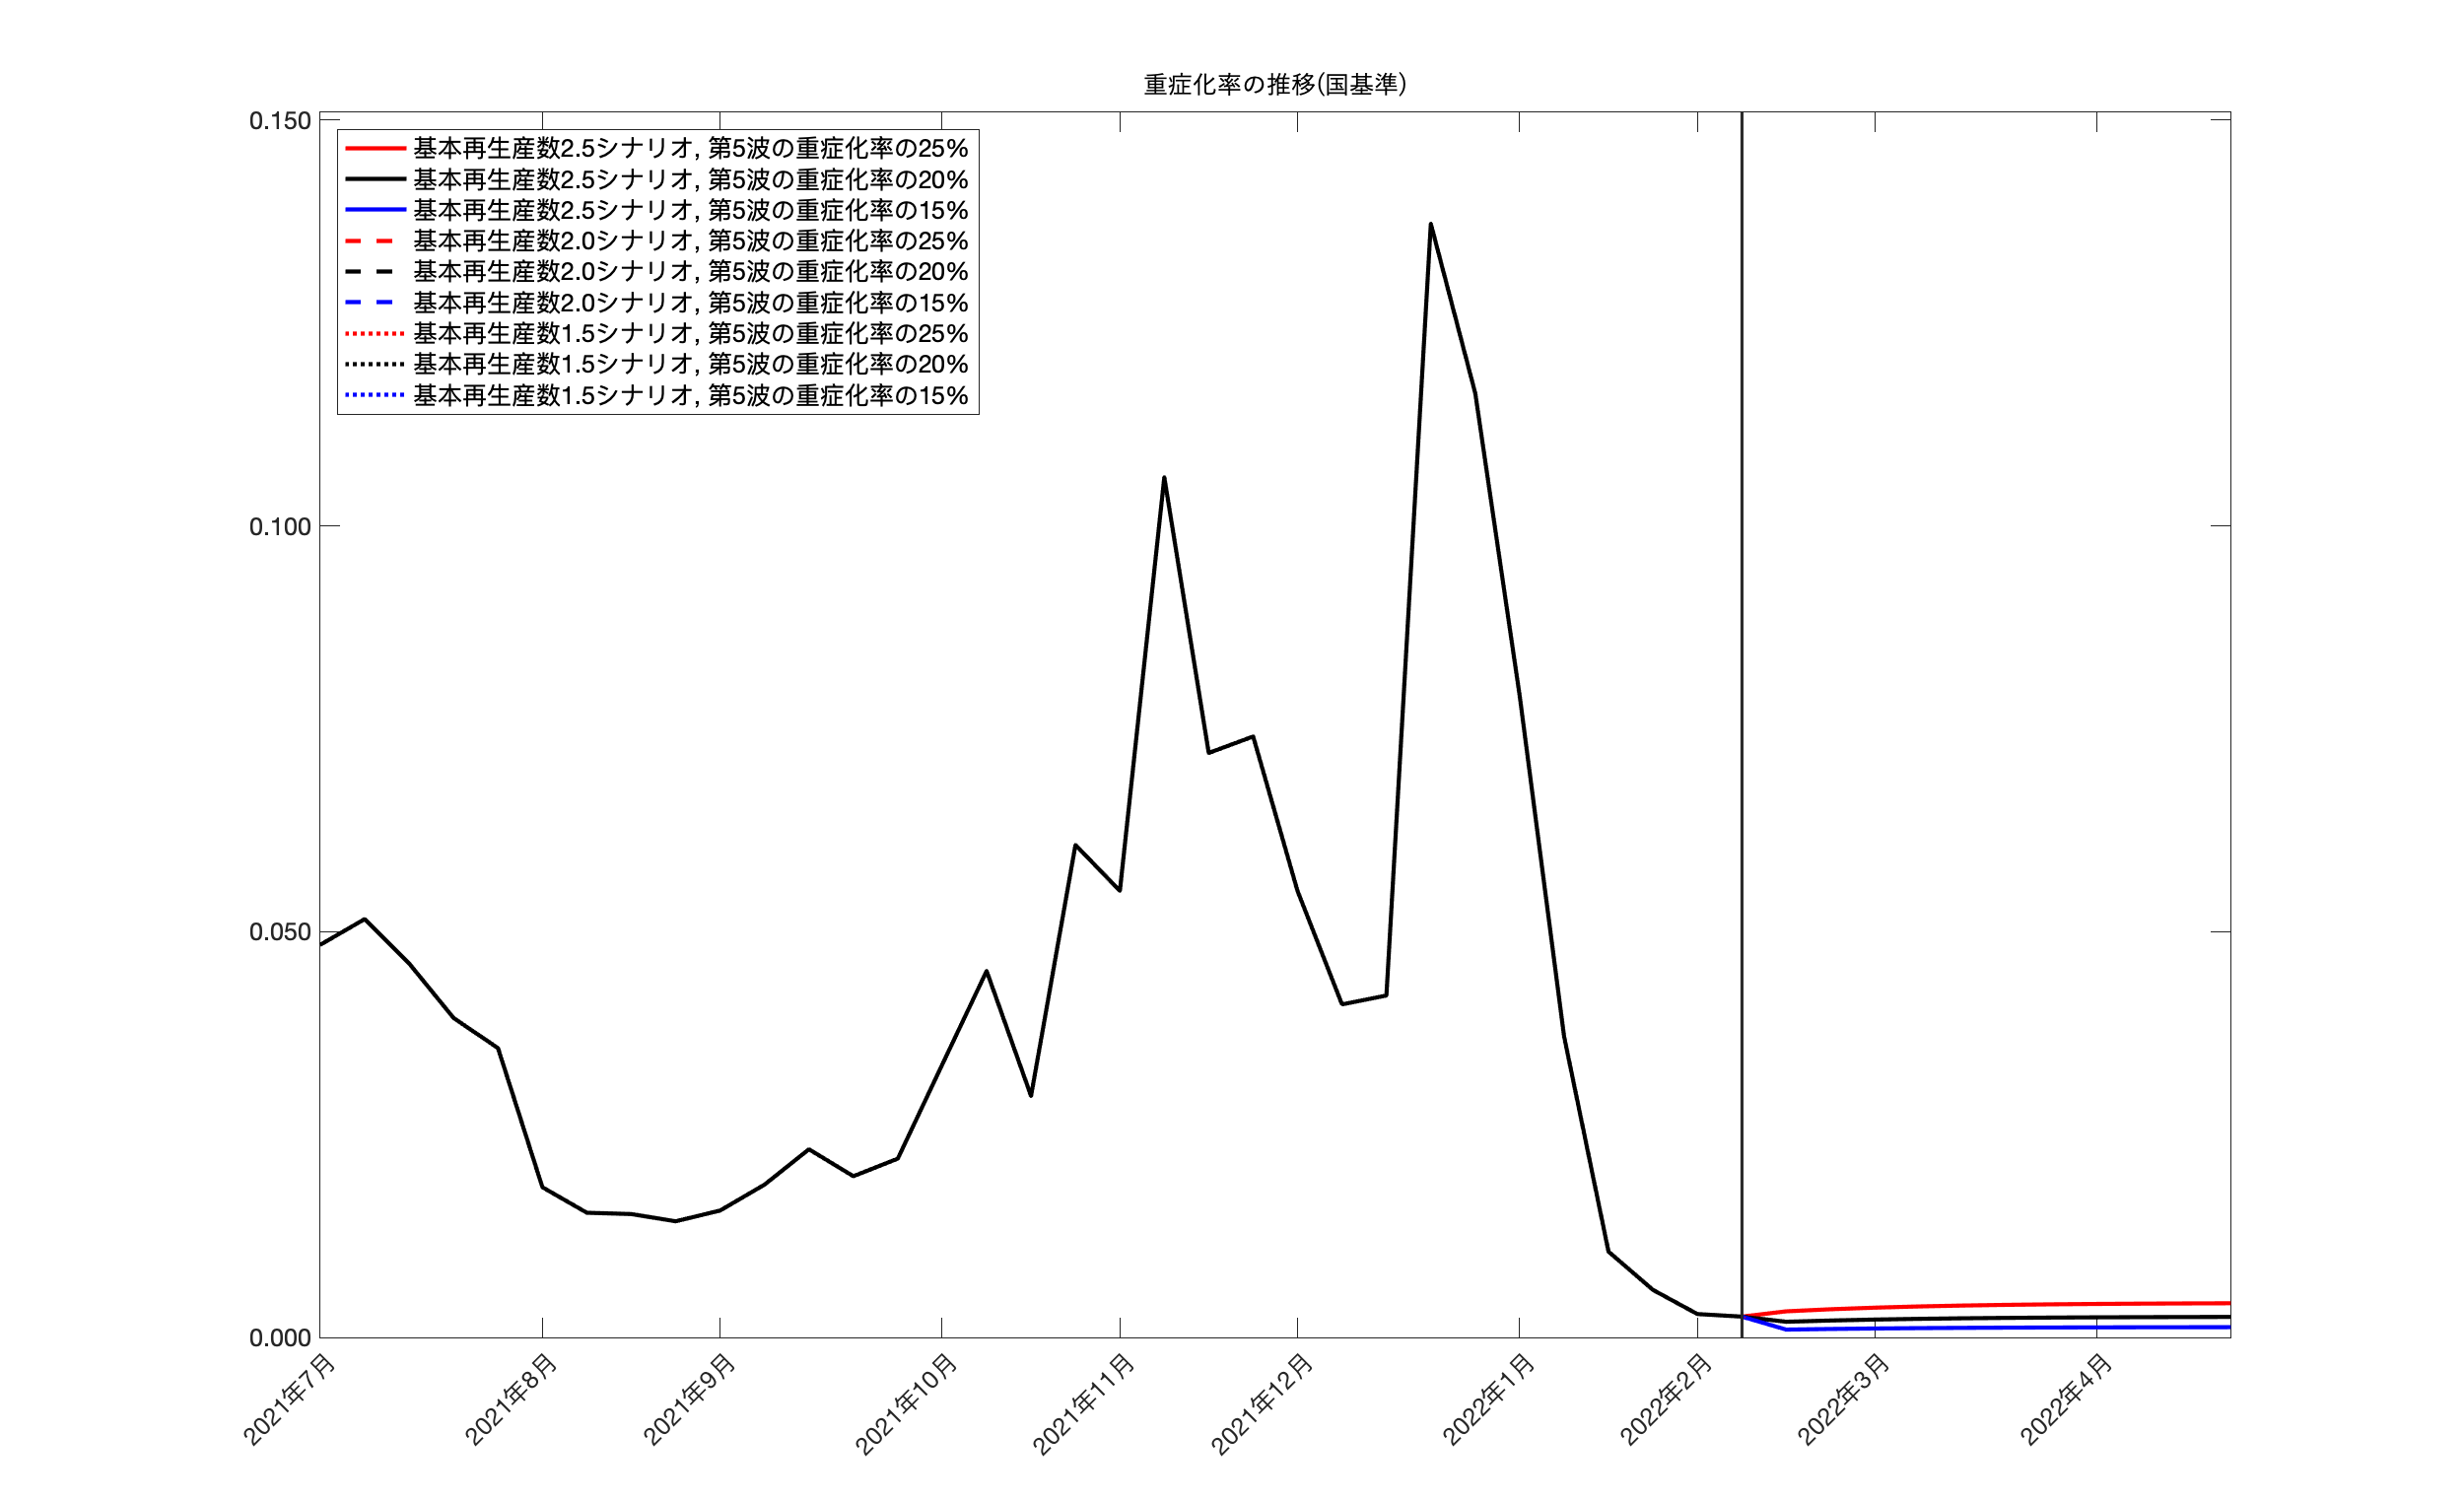 重症化率の推移(国基準)
0.150
0.100
0.050
0.000
基本再生産数2.5シナリオ, 第5波の重症化率の25%
基本再生産数2.5シナリオ, 第5波の重症化率の20%
基本再生産数2.5シナリオ, 第5波の重症化率の15%
基本再生産数2.0シナリオ, 第5波の重症化率の25%
基本再生産数2.0シナリオ, 第5波の重症化率の20%
基本再生産数2.0シナリオ, 第5波の重症化率の15%
基本再生産数1.5シナリオ, 第5波の重症化率の25%
基本再生産数1.5シナリオ, 第5波の重症化率の20%
基本再生産数1.5シナリオ, 第5波の重症化率の15%
2021年7月
2021年8月
2021年9月
2021年10月
2021年11月
2021年12月
2022年1月
2022年2月
2022年3月
2022年4月